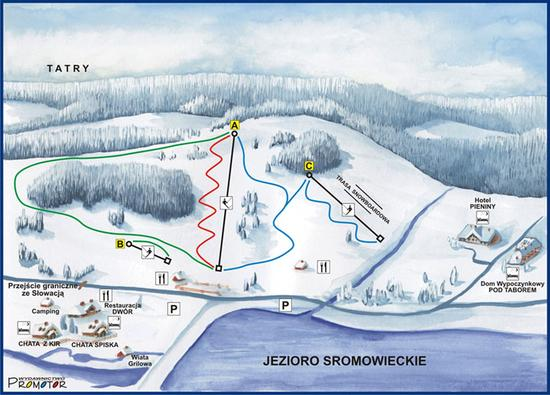 TATRY
A
C
TRASA SNOWBOARDOWA
Hotel
PIENINY
B
Przejście graniczne
ze Słowacją
Camping
Restauracja
DWÓR
P
P
Dom Wypoczynkowy
POD TABOREM
CHATA Z KIR
CHATA SPISKA
Wiata
Grilowa
JEZIORO SROMOWIECKIE
WYDAWNICTWO
PROMOTOR